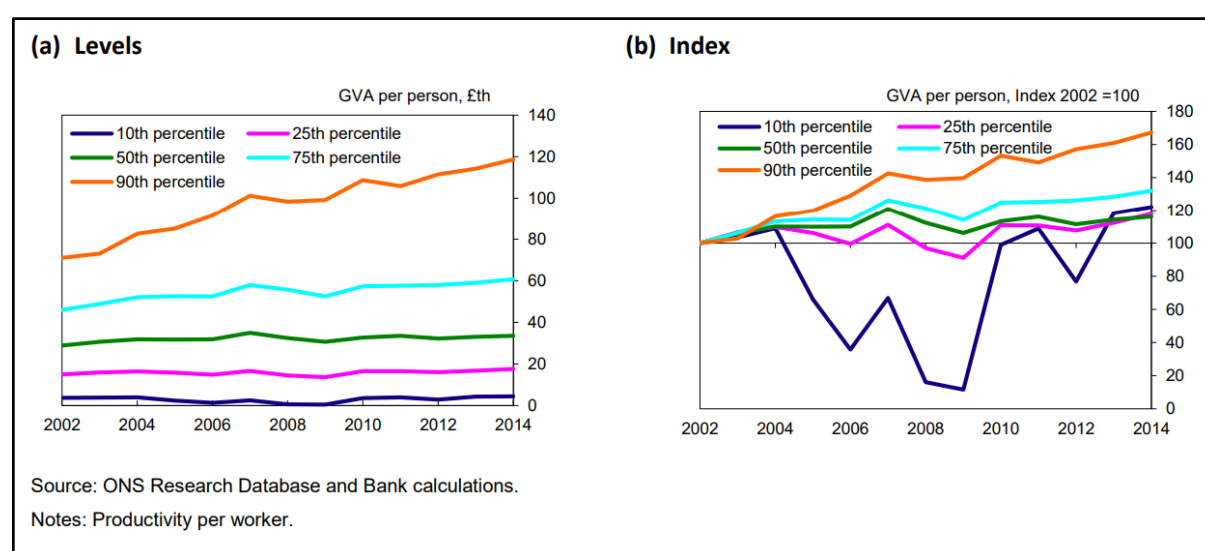 (a) Levels
GVA per person, £th
10th percentile 25th percentile
50th percentile 75th percentile
90th percentile
140
120
100
80
60
40
20
0
2002 2004 2006 2008 2010 2012 2014
(b) Index
GVA per person, Index 2002 =100
10th percentile 25th percentile
50th percentile 75th percentile
90th percentile
180
160
140
120
100
80
60
40
20
0
2002 2004 2006 2008 2010 2012 2014
Source: ONS Research Database and Bank calculations.
Notes: Productivity per worker.